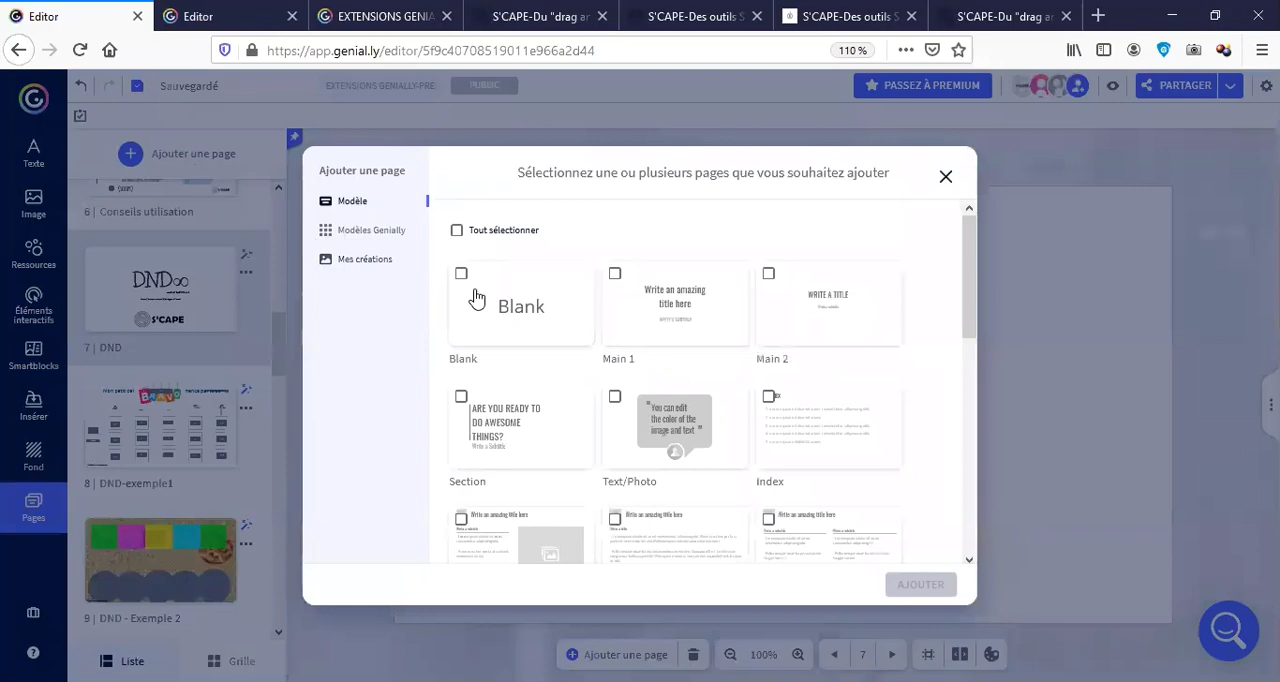 Editor
Editor
EXTENSIONS GENIA
S'CAPE-Du "drag ar
S'CAPE-Des outils S
S'CAPE-Des outils S
S'CAPE-Du "drag ar
https://app.genial.ly/editor/5f9c40708519011e966a2d44
110 %
Sauvegardé
EXTENSIONS GENIALLY-PRE
PUBLIC
PASSEZ À PREMIUM
PARTAGER
Texte
Image
Ressources
Éléments
interactifs
Smartblocks
Insérer
Fond
Pages
Ajouter une page
6 | Conseils utilisation
DND
S'CAPE
7 | DND
BRAVO
8 | DND-exemple1
9 | DND - Exemple 2
Liste
Grille
Ajouter une page
Modèle
Modèles Genially
Mes créations
Sélectionnez une ou plusieurs pages que vous souhaitez ajouter
Tout sélectionner
Blank
Blank
Write an amazing
title here
Main 1
WRITE A TITLE
Main 2
ARE YOU READY TO
DO AWESOME
THINGS?
Write a Subtitle
Section
"You can edit
the color of the
image and text"
Text/Photo
Index
Write an amazing title here
Write an amazing title here
Write an amazing title here
AJOUTER
Ajouter une page
100%
7